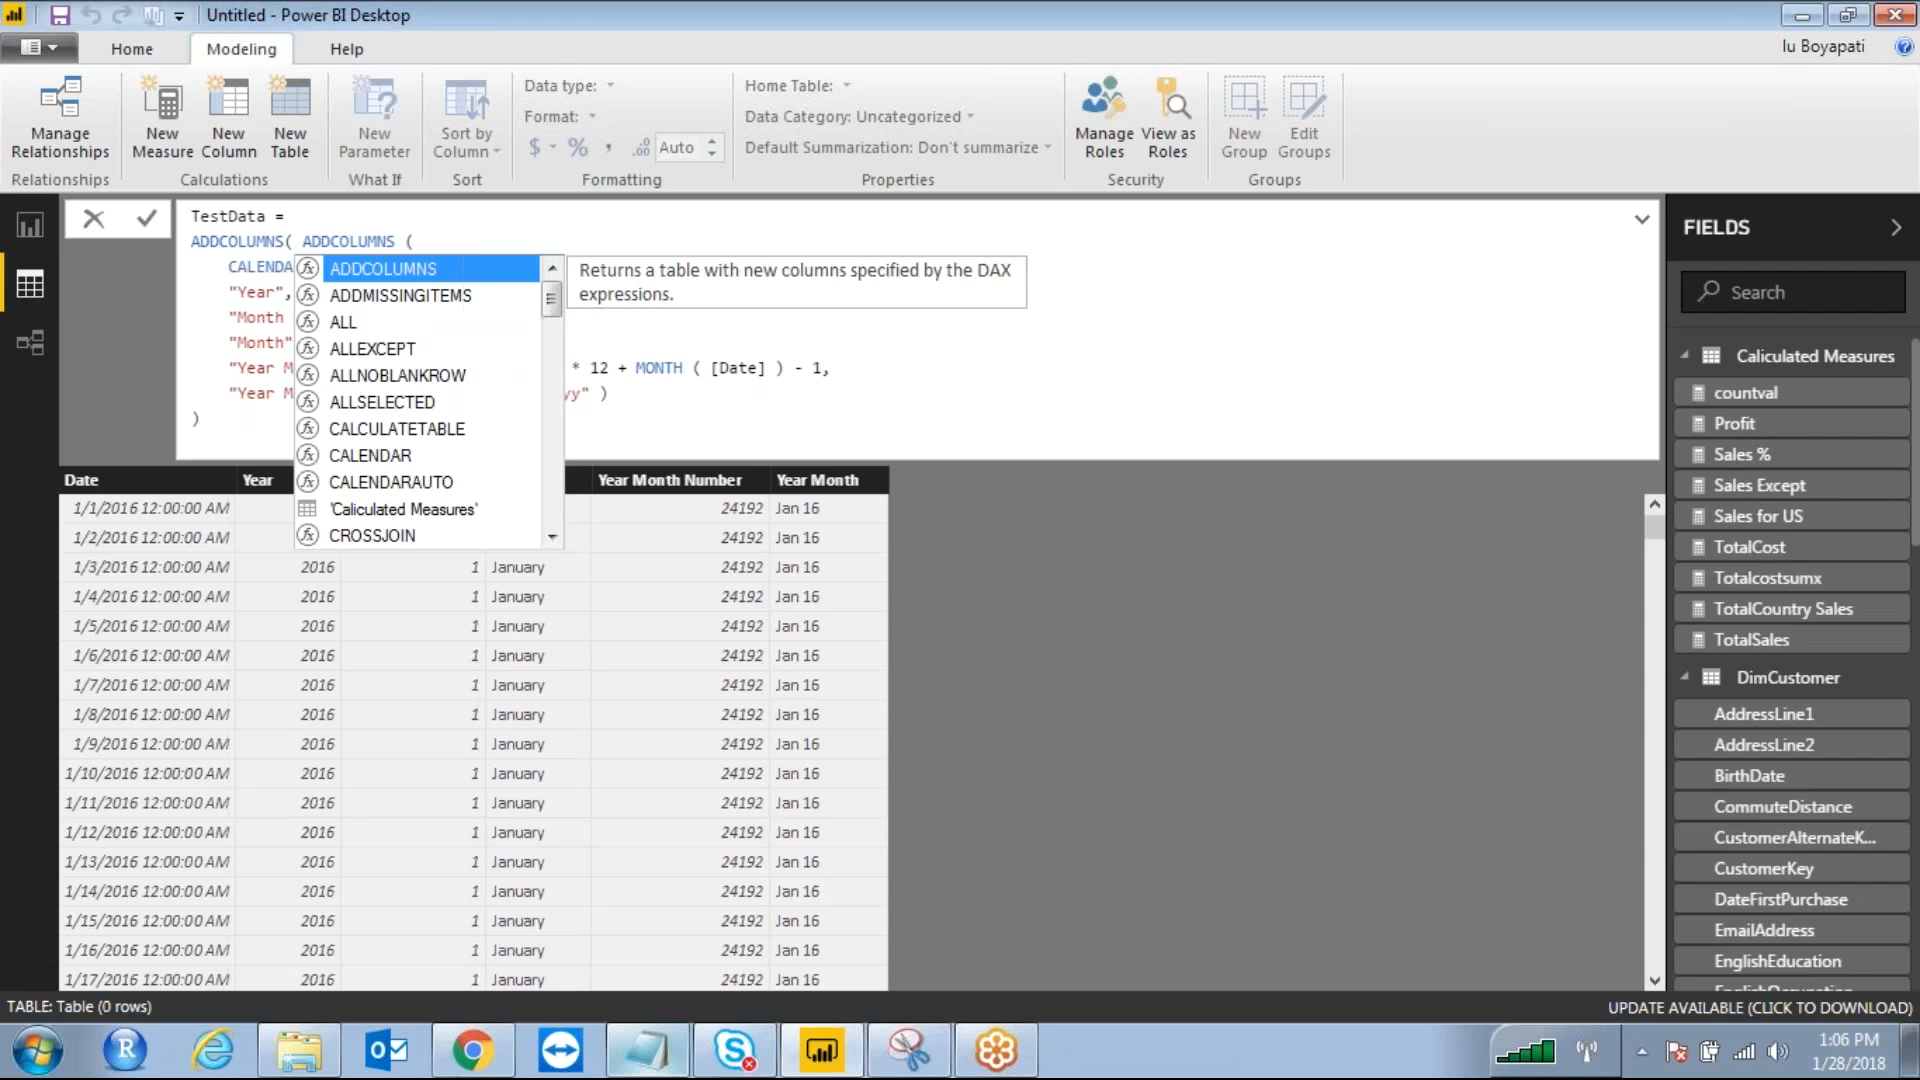 Untitled - Power BI Desktop
Home Modeling Help
lu Boyapati
Manage Relationships
New Measure
New Column
New Table
New Parameter
Sort by Column
Data type:
Format:
$ % , .00 Auto
Home Table:
Data Category: Uncategorized
Default Summarization: Don't summarize
Manage Roles
View as Roles
New Group
Edit Groups
Relationships Calculations What If Sort Formatting Properties Security Groups
TestData =
ADDCOLUMNS( ADDCOLUMNS (
CALENDA
"Year",
"Month
"Month"
"Year M * 12 + MONTH ( [Date] ) - 1,
"Year M yy" )
)
ADDCOLUMNS
ADDMISSINGITEMS
ALL
ALLEXCEPT
ALLNOBLANKROW
ALLSELECTED
CALCULATETABLE
CALENDAR
CALENDARAUTO
'Caliculated Measures'
CROSSJOIN
Returns a table with new columns specified by the DAX
expressions.
Date Year Year Month Number Year Month
1/1/2016 12:00:00 AM 24192 Jan 16
1/2/2016 12:00:00 AM 24192 Jan 16
1/3/2016 12:00:00 AM 2016 1 January 24192 Jan 16
1/4/2016 12:00:00 AM 2016 1 January 24192 Jan 16
1/5/2016 12:00:00 AM 2016 1 January 24192 Jan 16
1/6/2016 12:00:00 AM 2016 1 January 24192 Jan 16
1/7/2016 12:00:00 AM 2016 1 January 24192 Jan 16
1/8/2016 12:00:00 AM 2016 1 January 24192 Jan 16
1/9/2016 12:00:00 AM 2016 1 January 24192 Jan 16
1/10/2016 12:00:00 AM 2016 1 January 24192 Jan 16
1/11/2016 12:00:00 AM 2016 1 January 24192 Jan 16
1/12/2016 12:00:00 AM 2016 1 January 24192 Jan 16
1/13/2016 12:00:00 AM 2016 1 January 24192 Jan 16
1/14/2016 12:00:00 AM 2016 1 January 24192 Jan 16
1/15/2016 12:00:00 AM 2016 1 January 24192 Jan 16
1/16/2016 12:00:00 AM 2016 1 January 24192 Jan 16
1/17/2016 12:00:00 AM 2016 1 January 24192 Jan 16
FIELDS
Search
Caliculated Measures
countval
Profit
Sales %
Sales Except
Sales for US
TotalCost
Totalcostsumx
TotalCountry Sales
TotalSales
DimCustomer
AddressLine1
AddressLine2
BirthDate
CommuteDistance
CustomerAlternateK...
CustomerKey
DateFirstPurchase
EmailAddress
EnglishEducation
TABLE: Table (0 rows)
UPDATE AVAILABLE (CLICK TO DOWNLOAD)
1:06 PM
1/28/2018